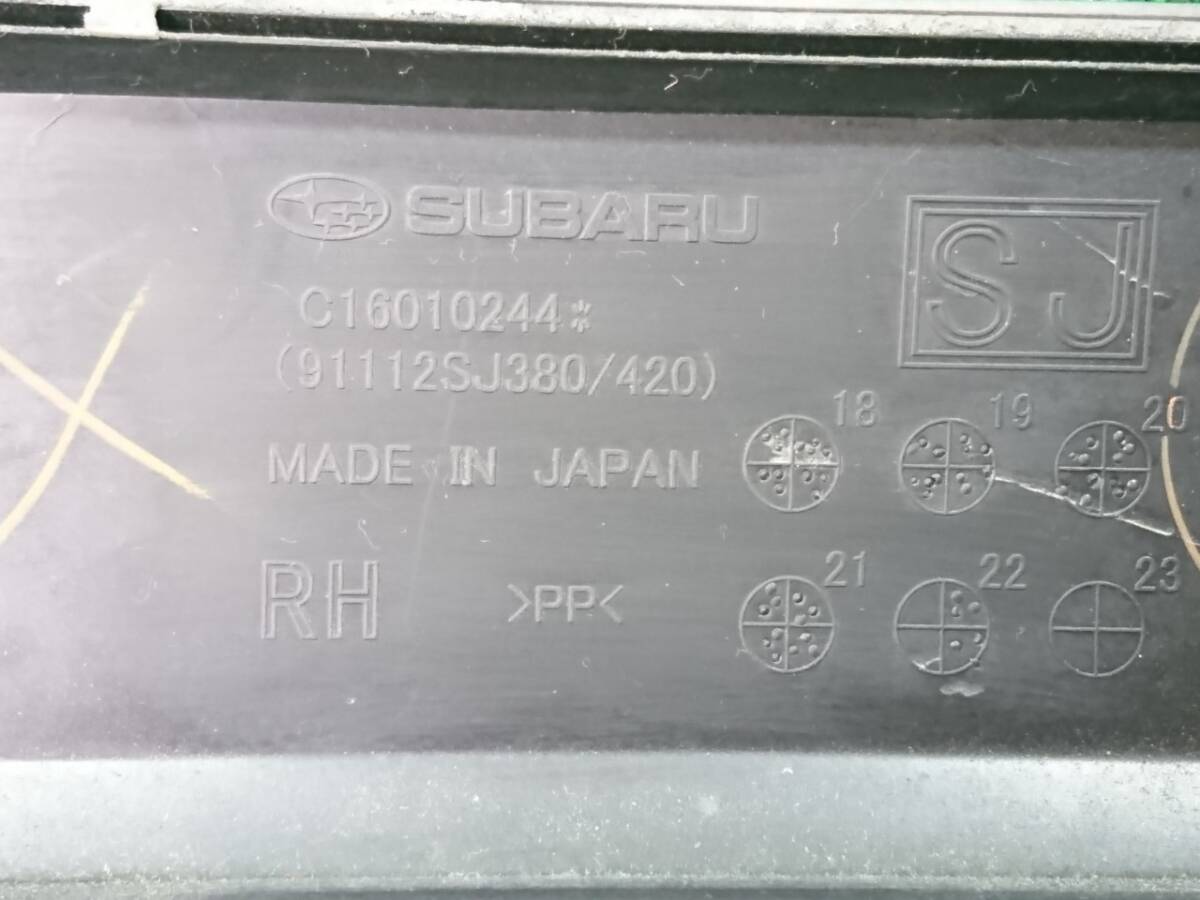 SUBARU
SJ
C16010244*
(91112SJ380/420)
MADE IN JAPAN
18 19 20
RH
>PP<
21 22 23